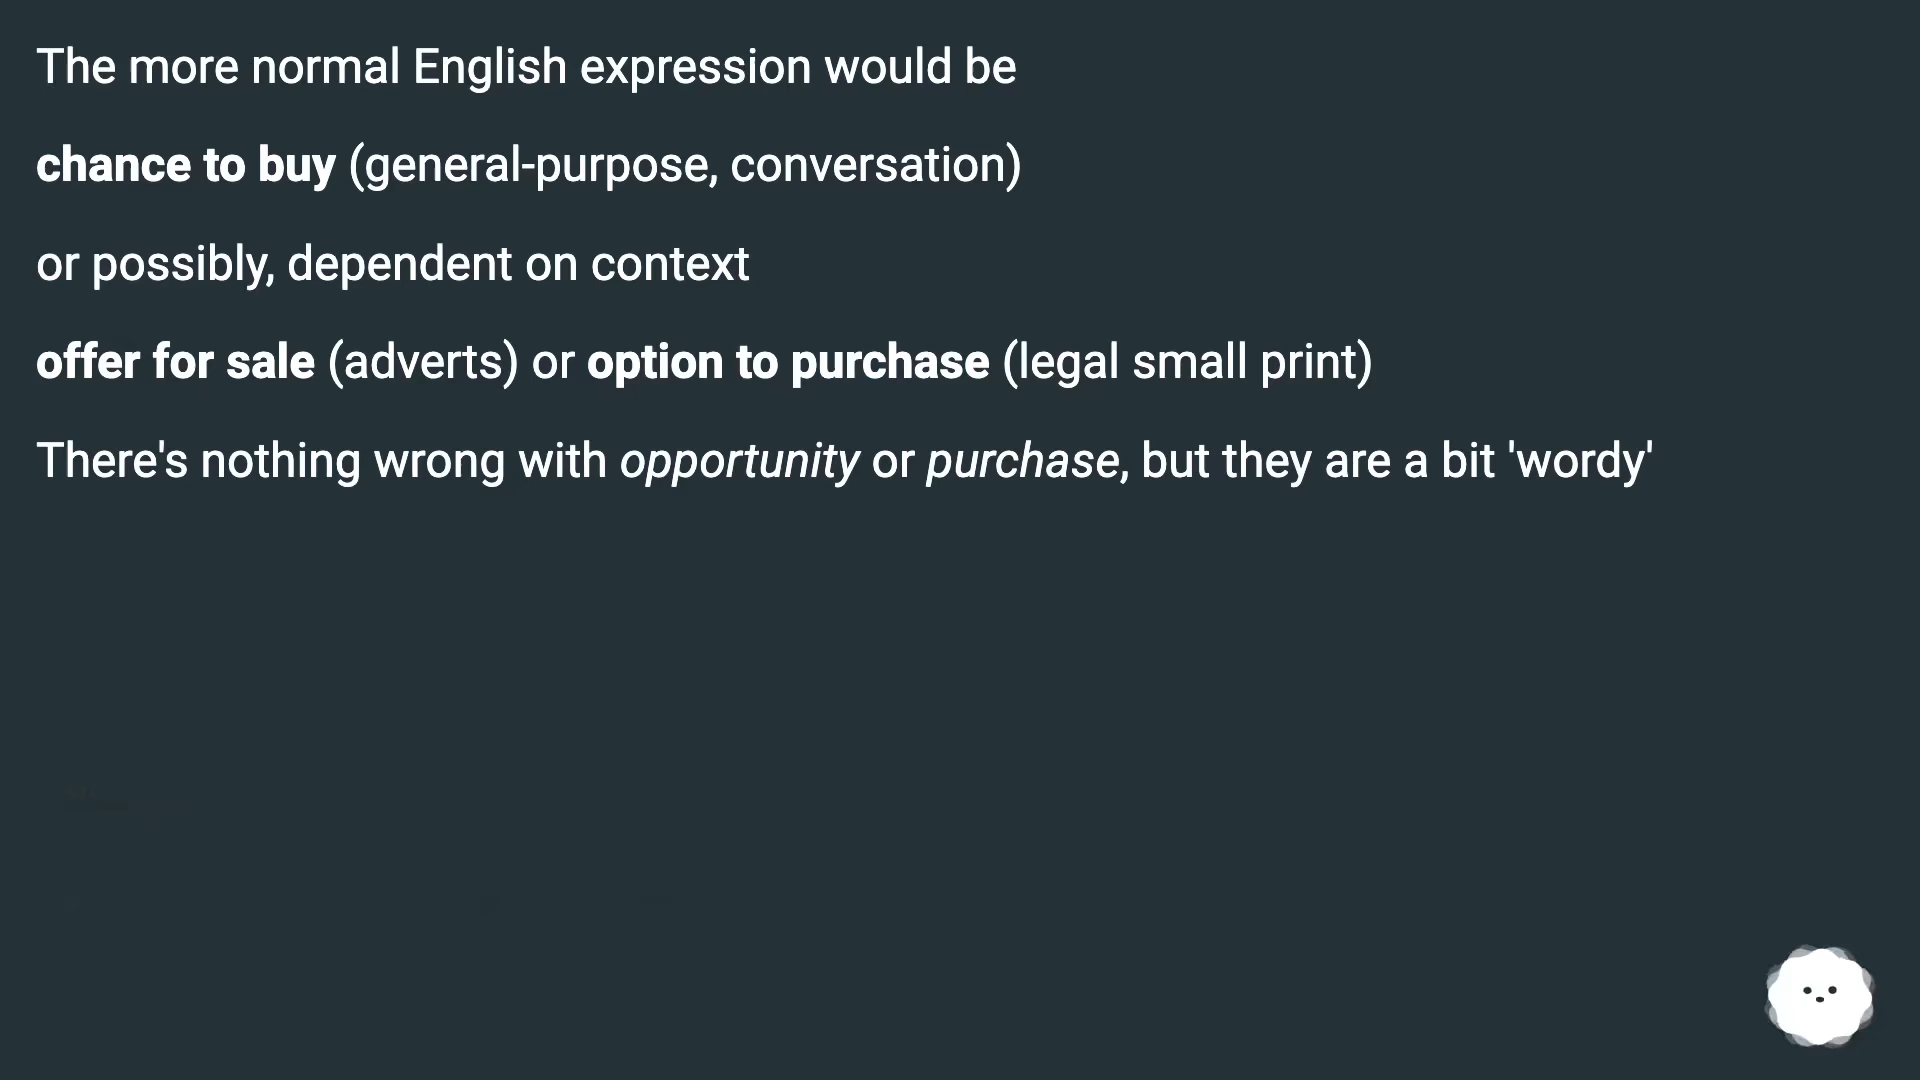 The more normal English expression would be
chance to buy (general-purpose, conversation)
or possibly, dependent on context
offer for sale (adverts) or option to purchase (legal small print)
There's nothing wrong with opportunity or purchase, but they are a bit 'wordy'